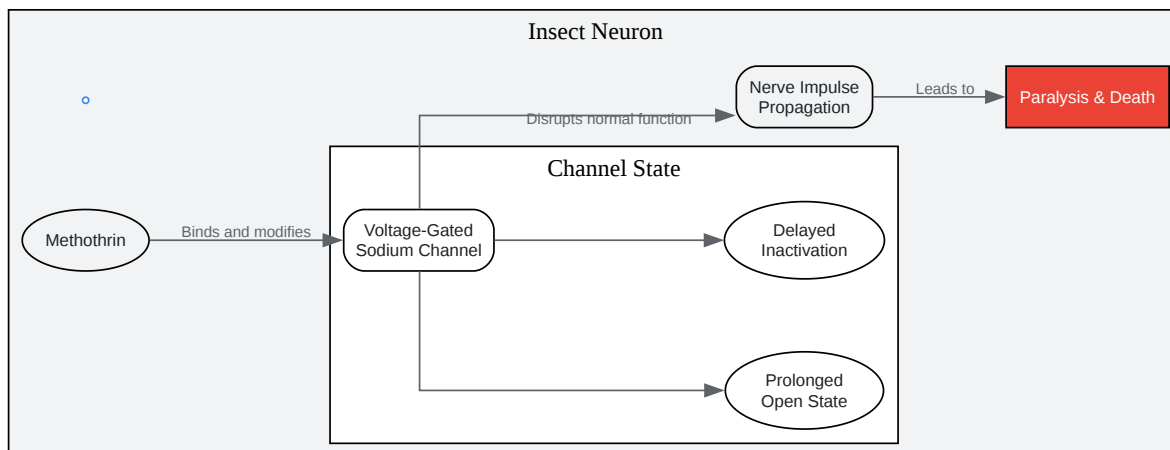 Insect Neuron
Nerve Impulse
Propagation
Leads to
Paralysis & Death
Disrupts normal function
Channel State
Methothrin
Binds and modifies
Voltage-Gated
Sodium Channel
Delayed
Inactivation
Prolonged
Open State